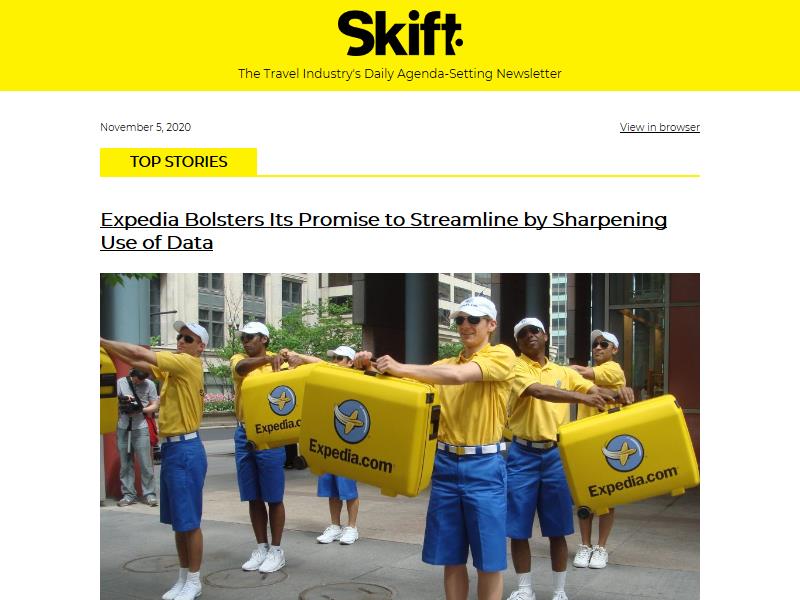 Skift
The Travel Industry's Daily Agenda-Setting Newsletter
November 5, 2020
View in browser
TOP STORIES
Expedia Bolsters Its Promise to Streamline by Sharpening
Use of Data
Expedia.c
Expedia.com
Expedia.com